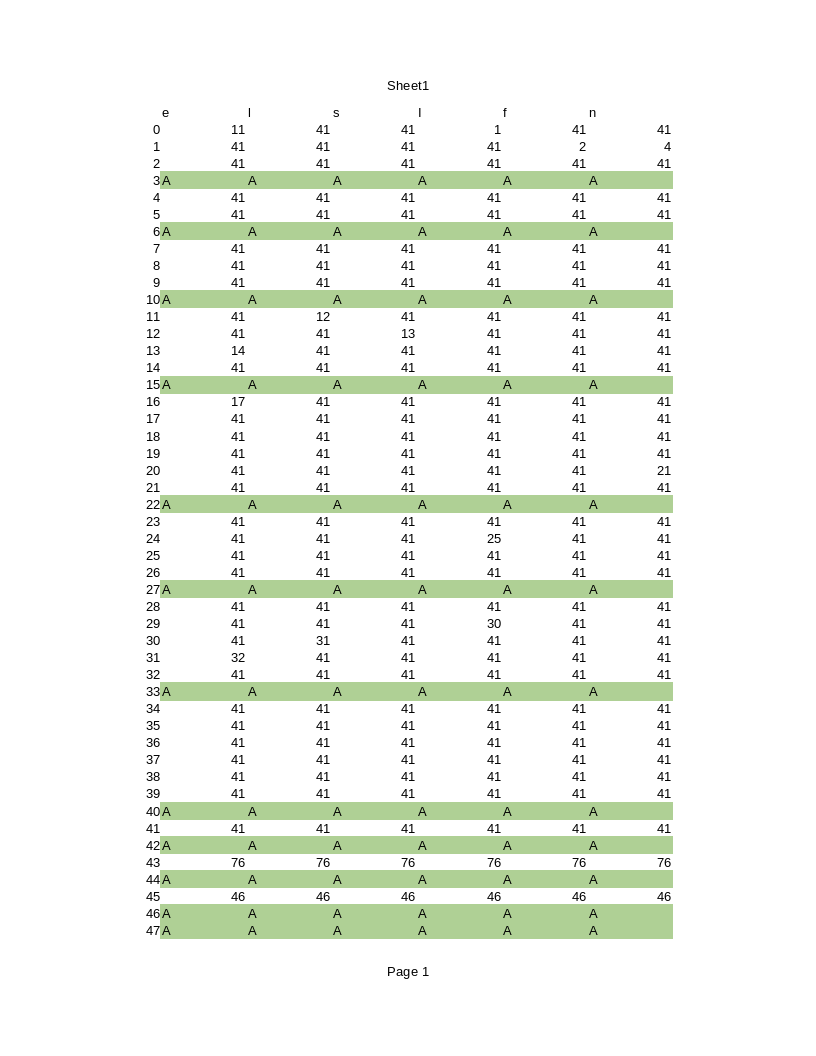 Sheet1
e l s l f n
0 11 41 41 1 41 41
1 41 41 41 41 2 4
2 41 41 41 41 41 41
3 A A A A A A
4 41 41 41 41 41 41
5 41 41 41 41 41 41
6 A A A A A A
7 41 41 41 41 41 41
8 41 41 41 41 41 41
9 41 41 41 41 41 41
10 A A A A A A
11 41 12 41 41 41 41
12 41 41 13 41 41 41
13 14 41 41 41 41 41
14 41 41 41 41 41 41
15 A A A A A A
16 17 41 41 41 41 41
17 41 41 41 41 41 41
18 41 41 41 41 41 41
19 41 41 41 41 41 41
20 41 41 41 41 41 21
21 41 41 41 41 41 41
22 A A A A A A
23 41 41 41 41 41 41
24 41 41 41 25 41 41
25 41 41 41 41 41 41
26 41 41 41 41 41 41
27 A A A A A A
28 41 41 41 41 41 41
29 41 41 41 30 41 41
30 41 31 41 41 41 41
31 32 41 41 41 41 41
32 41 41 41 41 41 41
33 A A A A A A
34 41 41 41 41 41 41
35 41 41 41 41 41 41
36 41 41 41 41 41 41
37 41 41 41 41 41 41
38 41 41 41 41 41 41
39 41 41 41 41 41 41
40 A A A A A A
41 41 41 41 41 41 41
42 A A A A A A
43 76 76 76 76 76 76
44 A A A A A A
45 46 46 46 46 46 46
46 A A A A A A
47 A A A A A A
Page 1